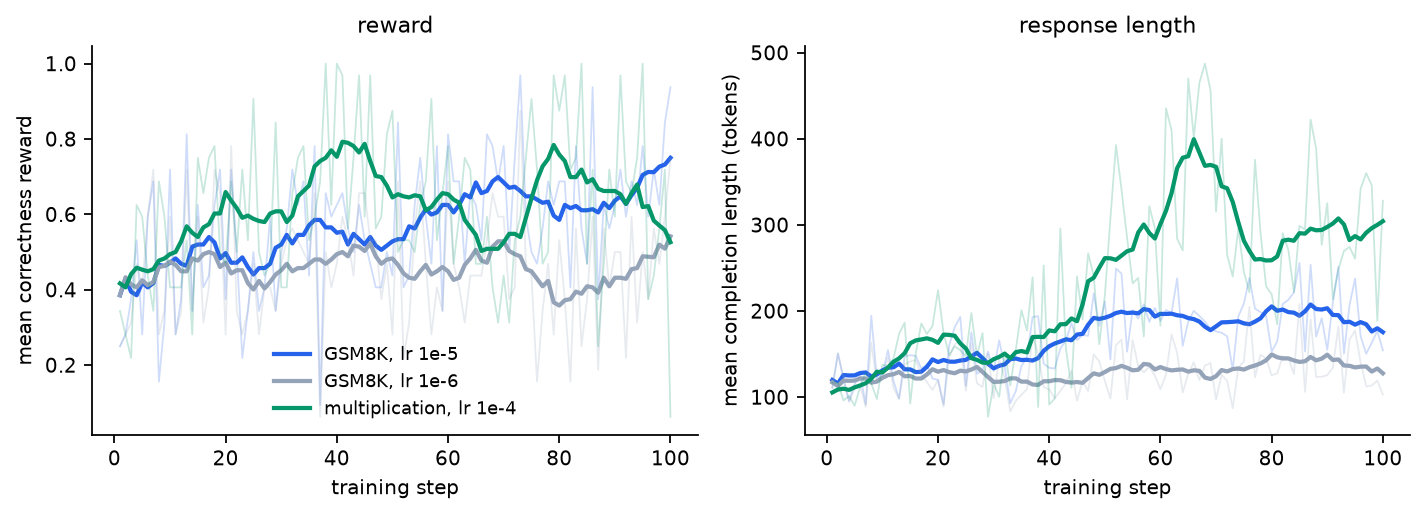 reward
mean correctness reward
1.0
0.8
0.6
0.4
0.2
GSM8K, lr 1e-5
GSM8K, lr 1e-6
multiplication, lr 1e-4
0 20 40 60 80 100
training step
response length
mean completion length (tokens)
500
400
300
200
100
0 20 40 60 80 100
training step